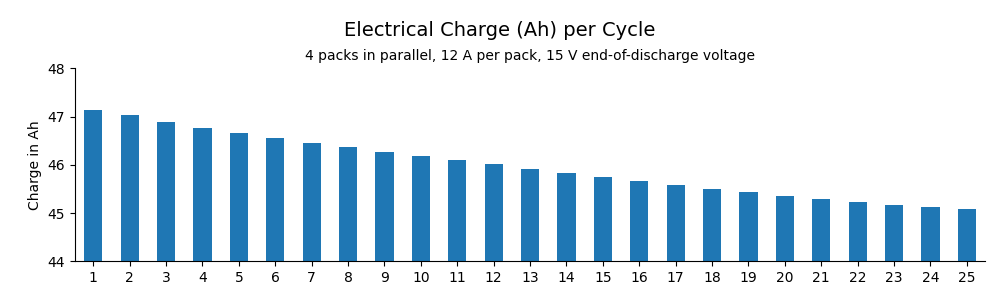 Electrical Charge (Ah) per Cycle
4 packs in parallel, 12 A per pack, 15 V end-of-discharge voltage
48
47
46
45
44
Charge in Ah
1 2 3 4 5 6 7 8 9 10 11 12 13 14 15 16 17 18 19 20 21 22 23 24 25